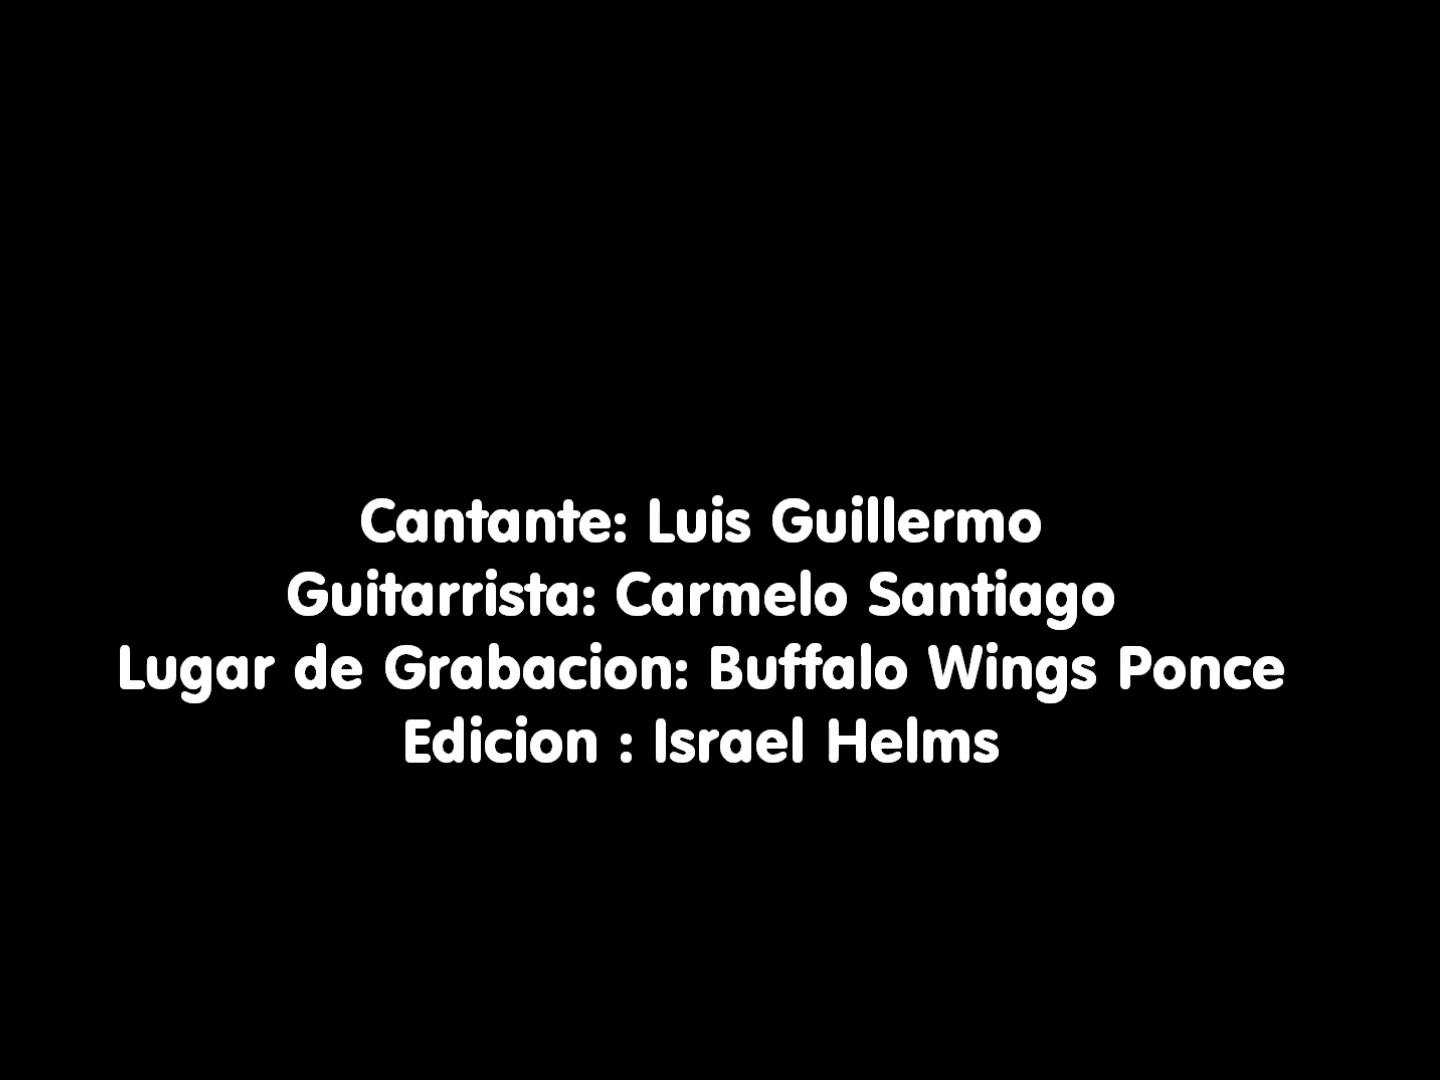 Cantante: Luis Guillermo
Guitarrista: Carmelo Santiago
Lugar de Grabacion: Buffalo Wings Ponce
Edicion : Israel Helms